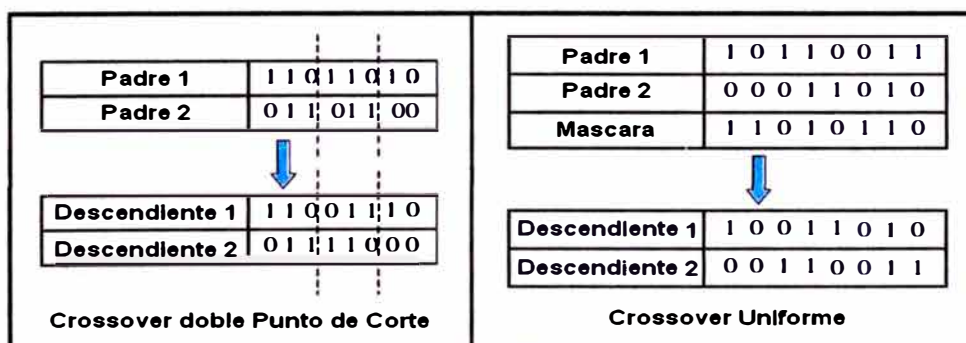 Padre 1 1 1 0 1 1 0 1 0
Padre 2 0 1 1 0 1 1 0 0
Descendiente 1 1 1 0 0 1 1 1 0
Descendiente 2 0 1 1 1 1 0 0 0
Crossover doble Punto de Corte
Padre 1 1 0 1 1 0 0 1 1
Padre 2 0 0 0 1 1 0 1 0
Mascara 1 1 0 1 0 1 1 0
Descendiente 1 1 0 0 1 1 0 1 0
Descendiente 2 0 0 1 1 0 0 1 1
Crossover Uniforme